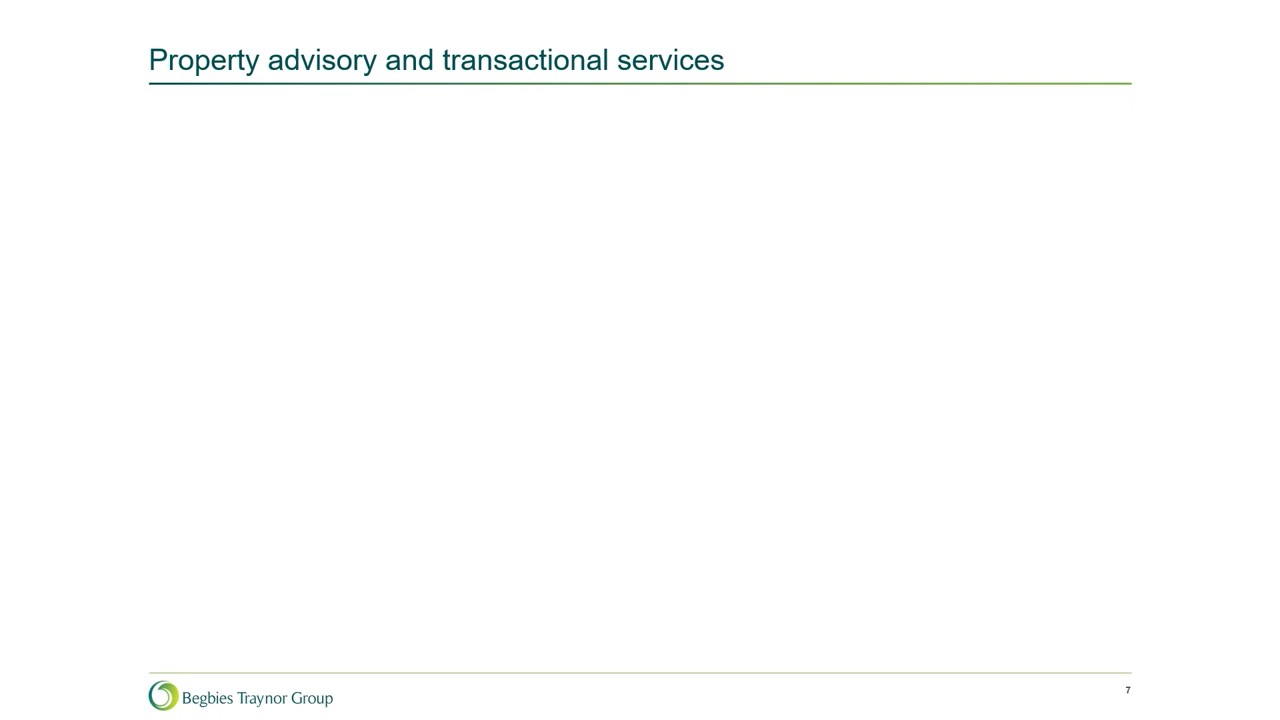 Property advisory and transactional services
Begbies Traynor Group
7